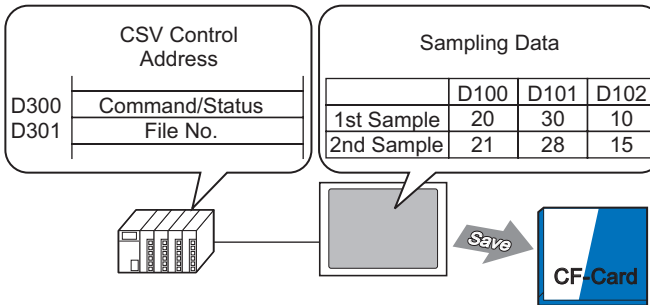 CSV Control
Address
D300 Command/Status
D301 File No.
Sampling Data
D100 D101 D102
1st Sample 20 30 10
2nd Sample 21 28 15
Save
CF-Card